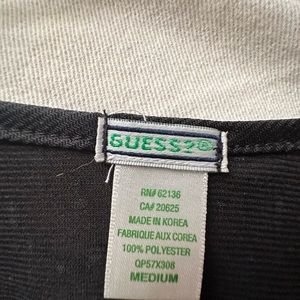 GUESS?®
RN# 62136
CA# 20625
MADE IN KOREA
FABRIQUE AUX COREA
100% POLYESTER
QP57X308
MEDIUM